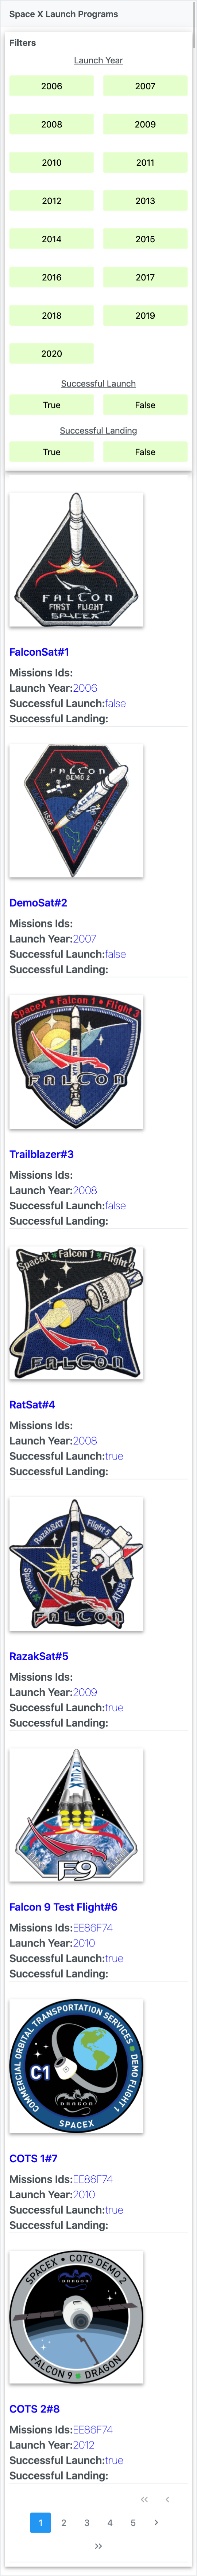 Space X Launch Programs
Filters
Launch Year
2006 2007
2008 2009
2010 2011
2012 2013
2014 2015
2016 2017
2018 2019
2020
Successful Launch
True False
Successful Landing
True False
FALCON
FIRST FLIGHT
SPACEX
FalconSat#1
Missions Ids:
Launch Year:2006
Successful Launch:false
Successful Landing:
FALCON
DEMO 2
DemoSat#2
Missions Ids:
Launch Year:2007
Successful Launch:false
Successful Landing:
SpaceX • Falcon 1 • Flight 3
FALCON
Trailblazer#3
Missions Ids:
Launch Year:2008
Successful Launch:false
Successful Landing:
SpaceX Falcon 1 Flight 4
FALCON
RatSat#4
Missions Ids:
Launch Year:2008
Successful Launch:true
Successful Landing:
RazakSAT Flight 5
SpaceX ATSB
SPACEX
FALCON
RazakSat#5
Missions Ids:
Launch Year:2009
Successful Launch:true
Successful Landing:
F9
Falcon 9 Test Flight#6
Missions Ids:EE86F74
Launch Year:2010
Successful Launch:true
Successful Landing:
COMMERCIAL ORBITAL TRANSPORTATION SERVICES • DEMO FLIGHT 1
C1
DRAGON
SPACEX
COTS 1#7
Missions Ids:EE86F74
Launch Year:2010
Successful Launch:true
Successful Landing:
SPACEX • COTS DEMO 2
DRAGON
FALCON 9 DRAGON
COTS 2#8
Missions Ids:EE86F74
Launch Year:2012
Successful Launch:true
Successful Landing:
« ‹
1 2 3 4 5 ›
»